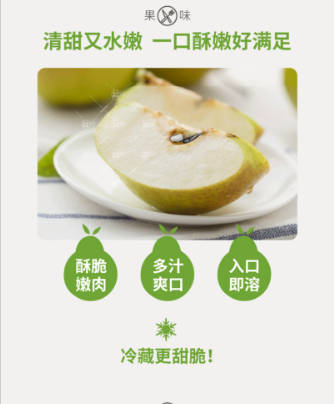 果 味
清甜又水嫩 一口酥嫩好满足
酥脆
嫩肉
多汁
爽口
入口
即溶
冷藏更甜脆！